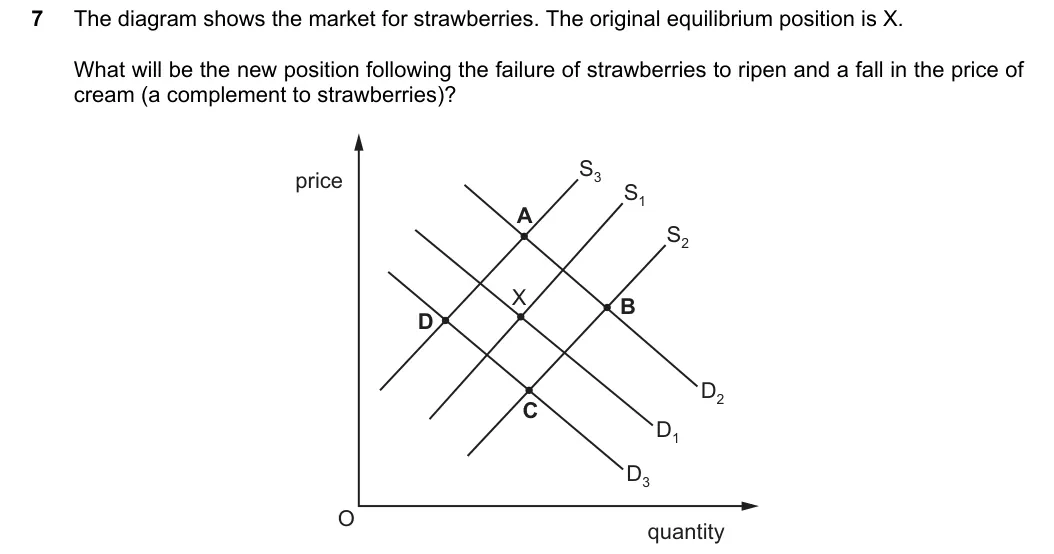 7 The diagram shows the market for strawberries. The original equilibrium position is X.
What will be the new position following the failure of strawberries to ripen and a fall in the price of
cream (a complement to strawberries)?
price
S₃
S₁
A
S₂
X
B
D
D₂
C
D₁
D₃
O
quantity